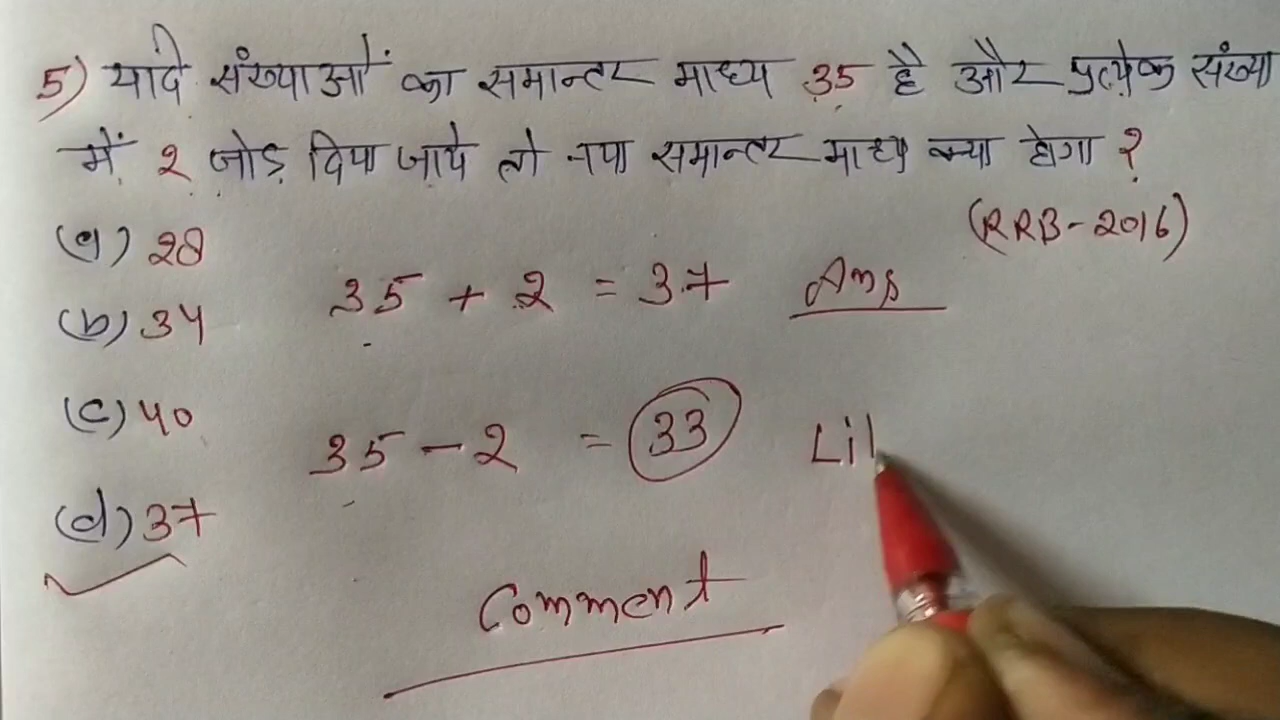 5) यदि संख्याओं का समान्तर माध्य 35 है और प्रत्येक संख्या
में 2 जोड़ दिया जाये तो नया समान्तर माध्य क्या होगा ?
(RRB-2016)
(a) 28
35 + 2 = 37 Ans
(b) 34
(c) 40
35 - 2 = 33 Lik
(d) 37
Comment